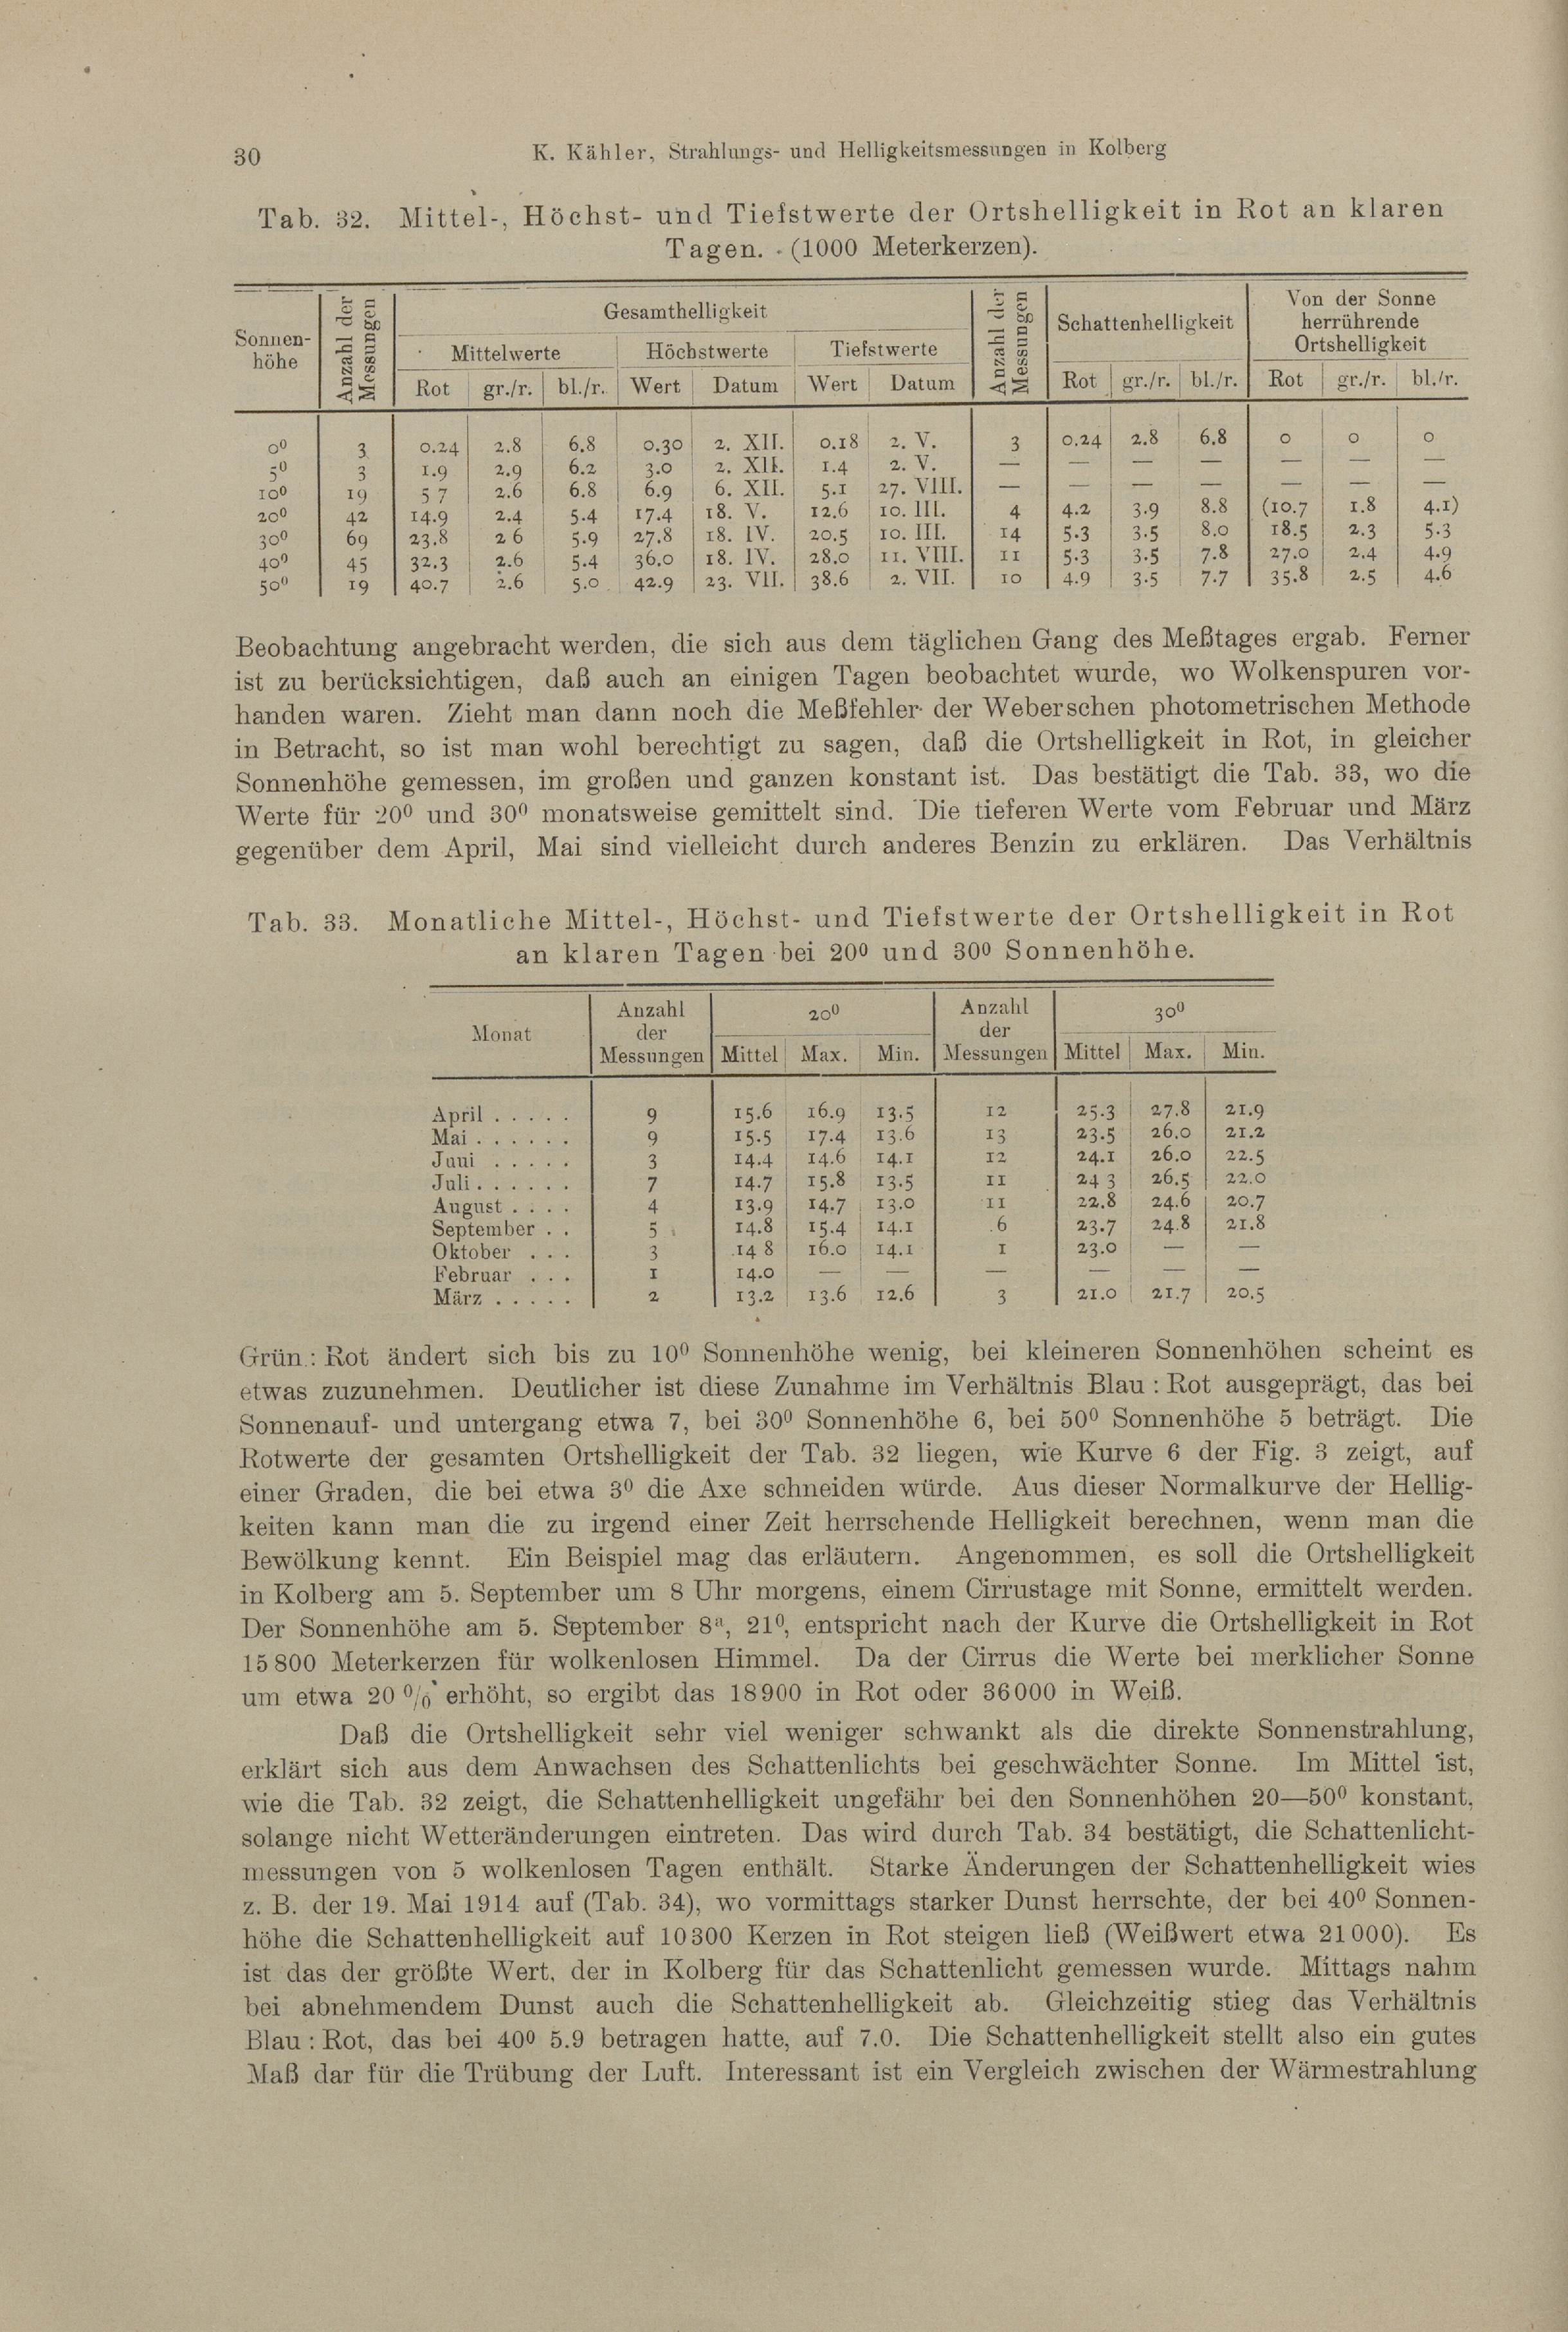 30
K. Kähler, Strahlungs- und Helligkeitsmessungen in Kolberg
Tab. 32. Mittel-, Höchst- und Tiefstwerte der Ortshelligkeit in Rot an klaren
Tagen. (1000 Meterkerzen).
Sonnen-
höhe
Anzahl der
Messungen
Gesamthelligkeit
Anzahl der
Messungen
Schattenhelligkeit
Von der Sonne
herrührende
Ortshelligkeit
Mittelwerte Höchstwerte Tiefstwerte
Rot gr./r. bl./r. Wert Datum Wert Datum Rot gr./r. bl./r. Rot gr./r. bl./r.
0⁰ 3 0.24 2.8 6.8 0.30 2. XII. 0.18 2. V. 3 0.24 2.8 6.8 0 0 0
5⁰ 3 1.9 2.9 6.2 3.0 2. XII. 1.4 2. V. — — — — — — —
10⁰ 19 5 7 2.6 6.8 6.9 6. XII. 5.1 27. VIII. — — — — — — —
20⁰ 42 14.9 2.4 5.4 17.4 18. V. 12.6 10. III. 4 4.2 3.9 8.8 (10.7 1.8 4.1)
30⁰ 69 23.8 2 6 5.9 27.8 18. IV. 20.5 10. III. 14 5.3 3.5 8.0 18.5 2.3 5.3
40⁰ 45 32.3 2.6 5.4 36.0 18. IV. 28.0 11. VIII. 11 5.3 3.5 7.8 27.0 2.4 4.9
50⁰ 19 40.7 2.6 5.0 42.9 23. VII. 38.6 2. VII. 10 4.9 3.5 7.7 35.8 2.5 4.6
Beobachtung angebracht werden, die sich aus dem täglichen Gang des Meßtages ergab. Ferner
ist zu berücksichtigen, daß auch an einigen Tagen beobachtet wurde, wo Wolkenspuren vor-
handen waren. Zieht man dann noch die Meßfehler der Weberschen photometrischen Methode
in Betracht, so ist man wohl berechtigt zu sagen, daß die Ortshelligkeit in Rot, in gleicher
Sonnenhöhe gemessen, im großen und ganzen konstant ist. Das bestätigt die Tab. 33, wo die
Werte für 20⁰ und 30⁰ monatsweise gemittelt sind. Die tieferen Werte vom Februar und März
gegenüber dem April, Mai sind vielleicht durch anderes Benzin zu erklären. Das Verhältnis
Tab. 33. Monatliche Mittel-, Höchst- und Tiefstwerte der Ortshelligkeit in Rot
an klaren Tagen bei 20⁰ und 30⁰ Sonnenhöhe.
Monat
Anzahl
der
Messungen
20⁰
Anzahl
der
Messungen
30⁰
Mittel Max. Min. Mittel Max. Min.
April . . . . . 9 15.6 16.9 13.5 12 25.3 27.8 21.9
Mai . . . . . . 9 15.5 17.4 13.6 13 23.5 26.0 21.2
Juni . . . . . 3 14.4 14.6 14.1 12 24.1 26.0 22.5
Juli . . . . . . 7 14.7 15.8 13.5 11 24 3 26.5 22.0
August . . . . 4 13.9 14.7 13.0 11 22.8 24.6 20.7
September . . 5 14.8 15.4 14.1 6 23.7 24.8 21.8
Oktober . . . 3 14 8 16.0 14.1 1 23.0 — —
Februar . . . 1 14.0 — — — — — —
März . . . . . 2 13.2 13.6 12.6 3 21.0 21.7 20.5
Grün : Rot ändert sich bis zu 10⁰ Sonnenhöhe wenig, bei kleineren Sonnenhöhen scheint es
etwas zuzunehmen. Deutlicher ist diese Zunahme im Verhältnis Blau : Rot ausgeprägt, das bei
Sonnenauf- und untergang etwa 7, bei 30⁰ Sonnenhöhe 6, bei 50⁰ Sonnenhöhe 5 beträgt. Die
Rotwerte der gesamten Ortshelligkeit der Tab. 32 liegen, wie Kurve 6 der Fig. 3 zeigt, auf
einer Graden, die bei etwa 3⁰ die Axe schneiden würde. Aus dieser Normalkurve der Hellig-
keiten kann man die zu irgend einer Zeit herrschende Helligkeit berechnen, wenn man die
Bewölkung kennt. Ein Beispiel mag das erläutern. Angenommen, es soll die Ortshelligkeit
in Kolberg am 5. September um 8 Uhr morgens, einem Cirrustage mit Sonne, ermittelt werden.
Der Sonnenhöhe am 5. September 8ᵃ, 21⁰, entspricht nach der Kurve die Ortshelligkeit in Rot
15 800 Meterkerzen für wolkenlosen Himmel. Da der Cirrus die Werte bei merklicher Sonne
um etwa 20 % erhöht, so ergibt das 18 900 in Rot oder 36 000 in Weiß.
Daß die Ortshelligkeit sehr viel weniger schwankt als die direkte Sonnenstrahlung,
erklärt sich aus dem Anwachsen des Schattenlichts bei geschwächter Sonne. Im Mittel ist,
wie die Tab. 32 zeigt, die Schattenhelligkeit ungefähr bei den Sonnenhöhen 20—50⁰ konstant,
solange nicht Wetteränderungen eintreten. Das wird durch Tab. 34 bestätigt, die Schattenlicht-
messungen von 5 wolkenlosen Tagen enthält. Starke Änderungen der Schattenhelligkeit wies
z. B. der 19. Mai 1914 auf (Tab. 34), wo vormittags starker Dunst herrschte, der bei 40⁰ Sonnen-
höhe die Schattenhelligkeit auf 10 300 Kerzen in Rot steigen ließ (Weißwert etwa 21 000). Es
ist das der größte Wert, der in Kolberg für das Schattenlicht gemessen wurde. Mittags nahm
bei abnehmendem Dunst auch die Schattenhelligkeit ab. Gleichzeitig stieg das Verhältnis
Blau : Rot, das bei 40⁰ 5.9 betragen hatte, auf 7.0. Die Schattenhelligkeit stellt also ein gutes
Maß dar für die Trübung der Luft. Interessant ist ein Vergleich zwischen der Wärmestrahlung